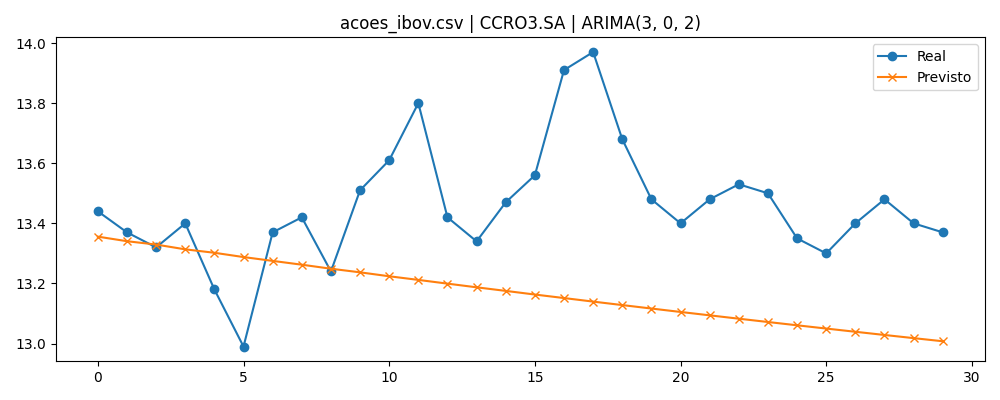 acoes_ibov.csv | CCRO3.SA | ARIMA(3, 0, 2)
Real
Previsto
14.0
13.8
13.6
13.4
13.2
13.0
0 5 10 15 20 25 30